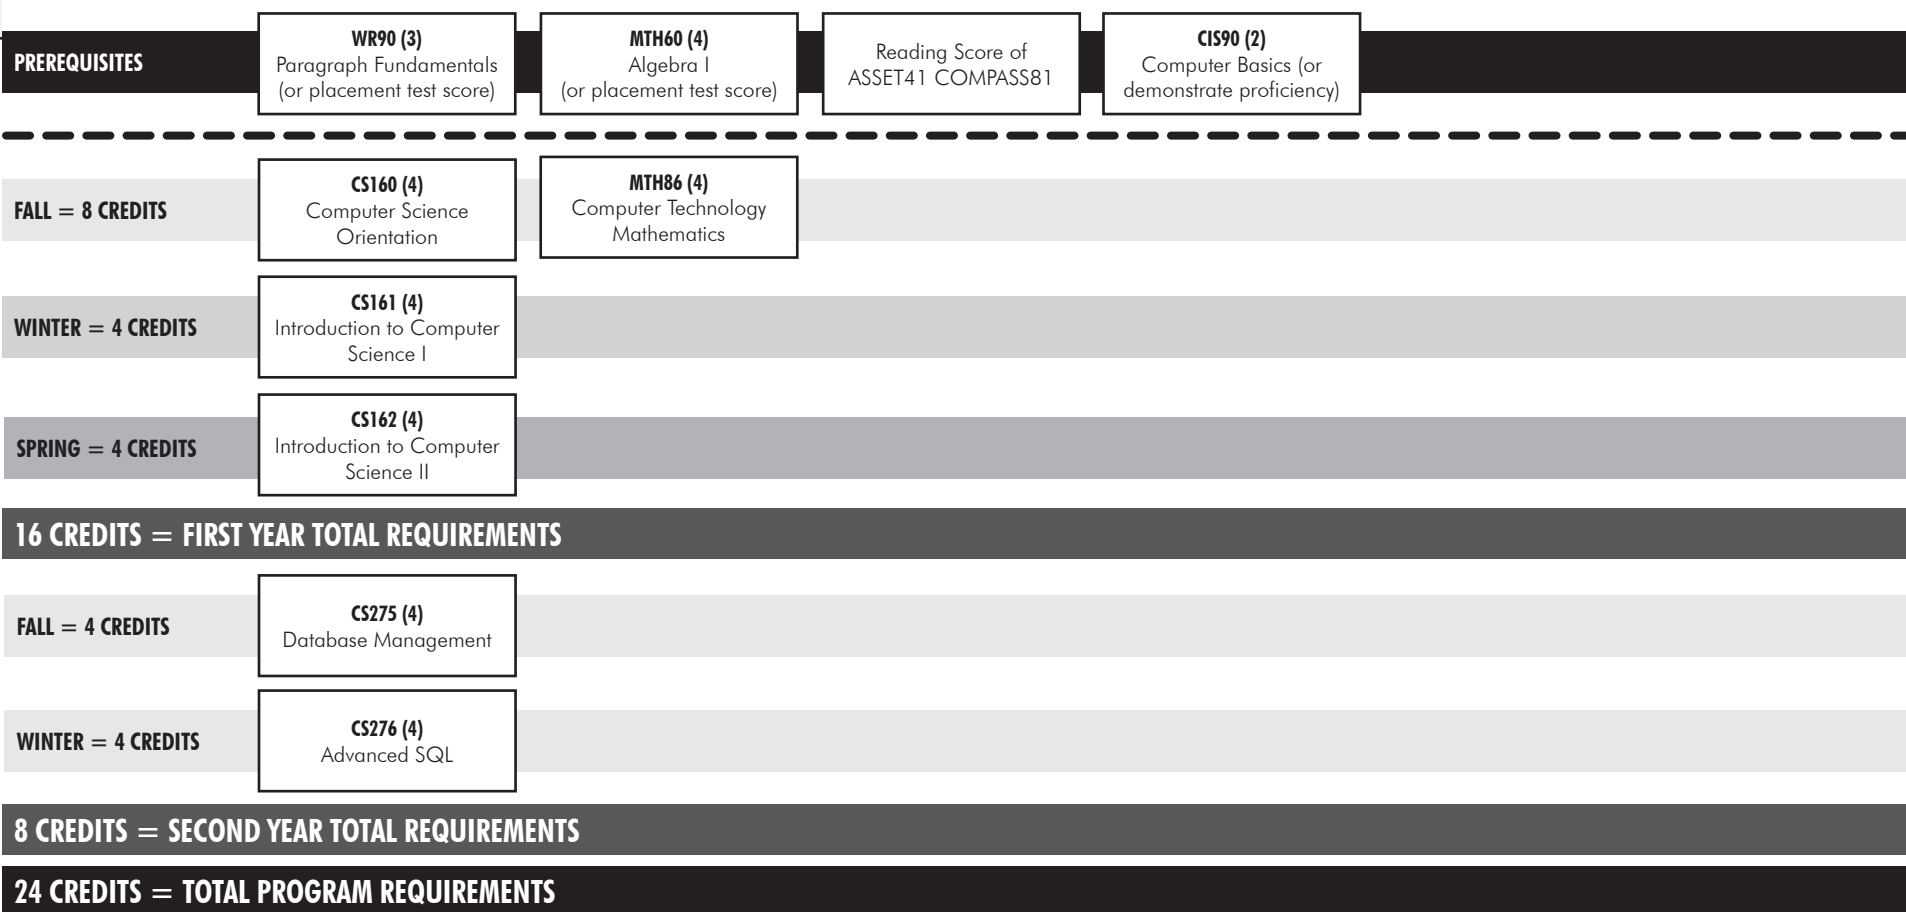 PREREQUISITES
WR90 (3)
Paragraph Fundamentals
(or placement test score)
MTH60 (4)
Algebra I
(or placement test score)
Reading Score of
ASSET41 COMPASS81
CIS90 (2)
Computer Basics (or
demonstrate proficiency)
FALL = 8 CREDITS
CS160 (4)
Computer Science
Orientation
MTH86 (4)
Computer Technology
Mathematics
WINTER = 4 CREDITS
CS161 (4)
Introduction to Computer
Science I
SPRING = 4 CREDITS
CS162 (4)
Introduction to Computer
Science II
16 CREDITS = FIRST YEAR TOTAL REQUIREMENTS
FALL = 4 CREDITS
CS275 (4)
Database Management
WINTER = 4 CREDITS
CS276 (4)
Advanced SQL
8 CREDITS = SECOND YEAR TOTAL REQUIREMENTS
24 CREDITS = TOTAL PROGRAM REQUIREMENTS